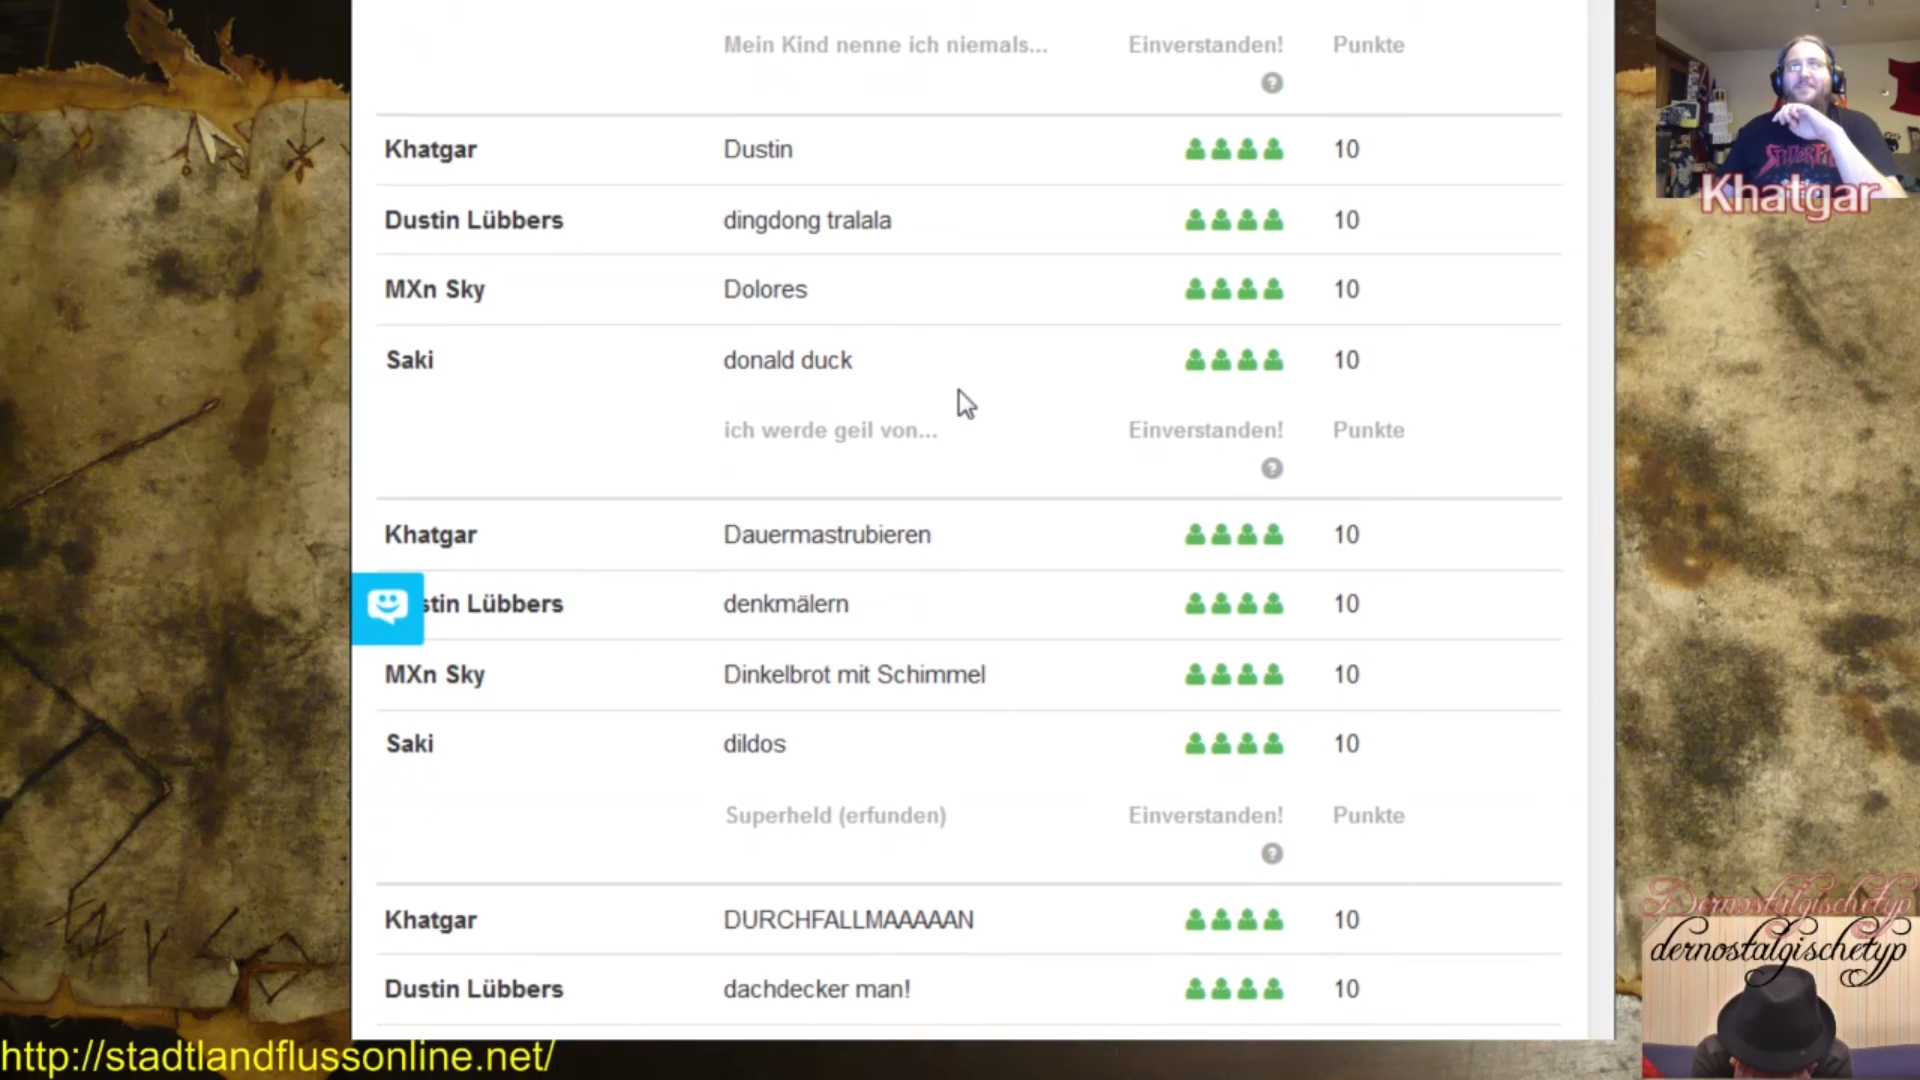 Mein Kind nenne ich niemals... Einverstanden! Punkte
Khatgar Dustin 10
Dustin Lübbers dingdong tralala 10
MXn Sky Dolores 10
Saki donald duck 10
ich werde geil von... Einverstanden! Punkte
Khatgar Dauermastrubieren 10
stin Lübbers denkmälern 10
MXn Sky Dinkelbrot mit Schimmel 10
Saki dildos 10
Superheld (erfunden) Einverstanden! Punkte
Khatgar DURCHFALLMAAAAAN 10
Dustin Lübbers dachdecker man! 10
http://stadtlandflussonline.net/
Khatgar
Dernostalgischetyp
dernostalgischetyp